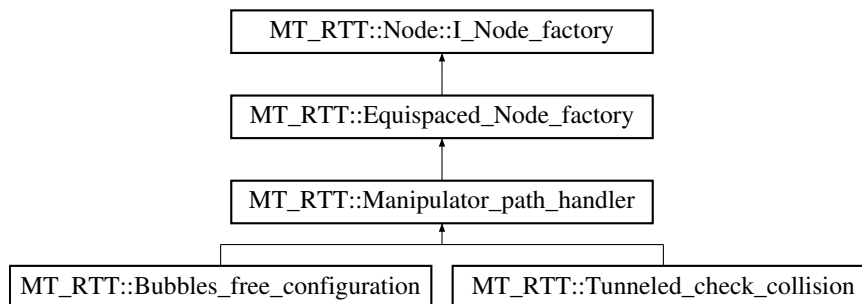 MT_RTT::Node::I_Node_factory
MT_RTT::Equispaced_Node_factory
MT_RTT::Manipulator_path_handler
MT_RTT::Bubbles_free_configuration
MT_RTT::Tunneled_check_collision